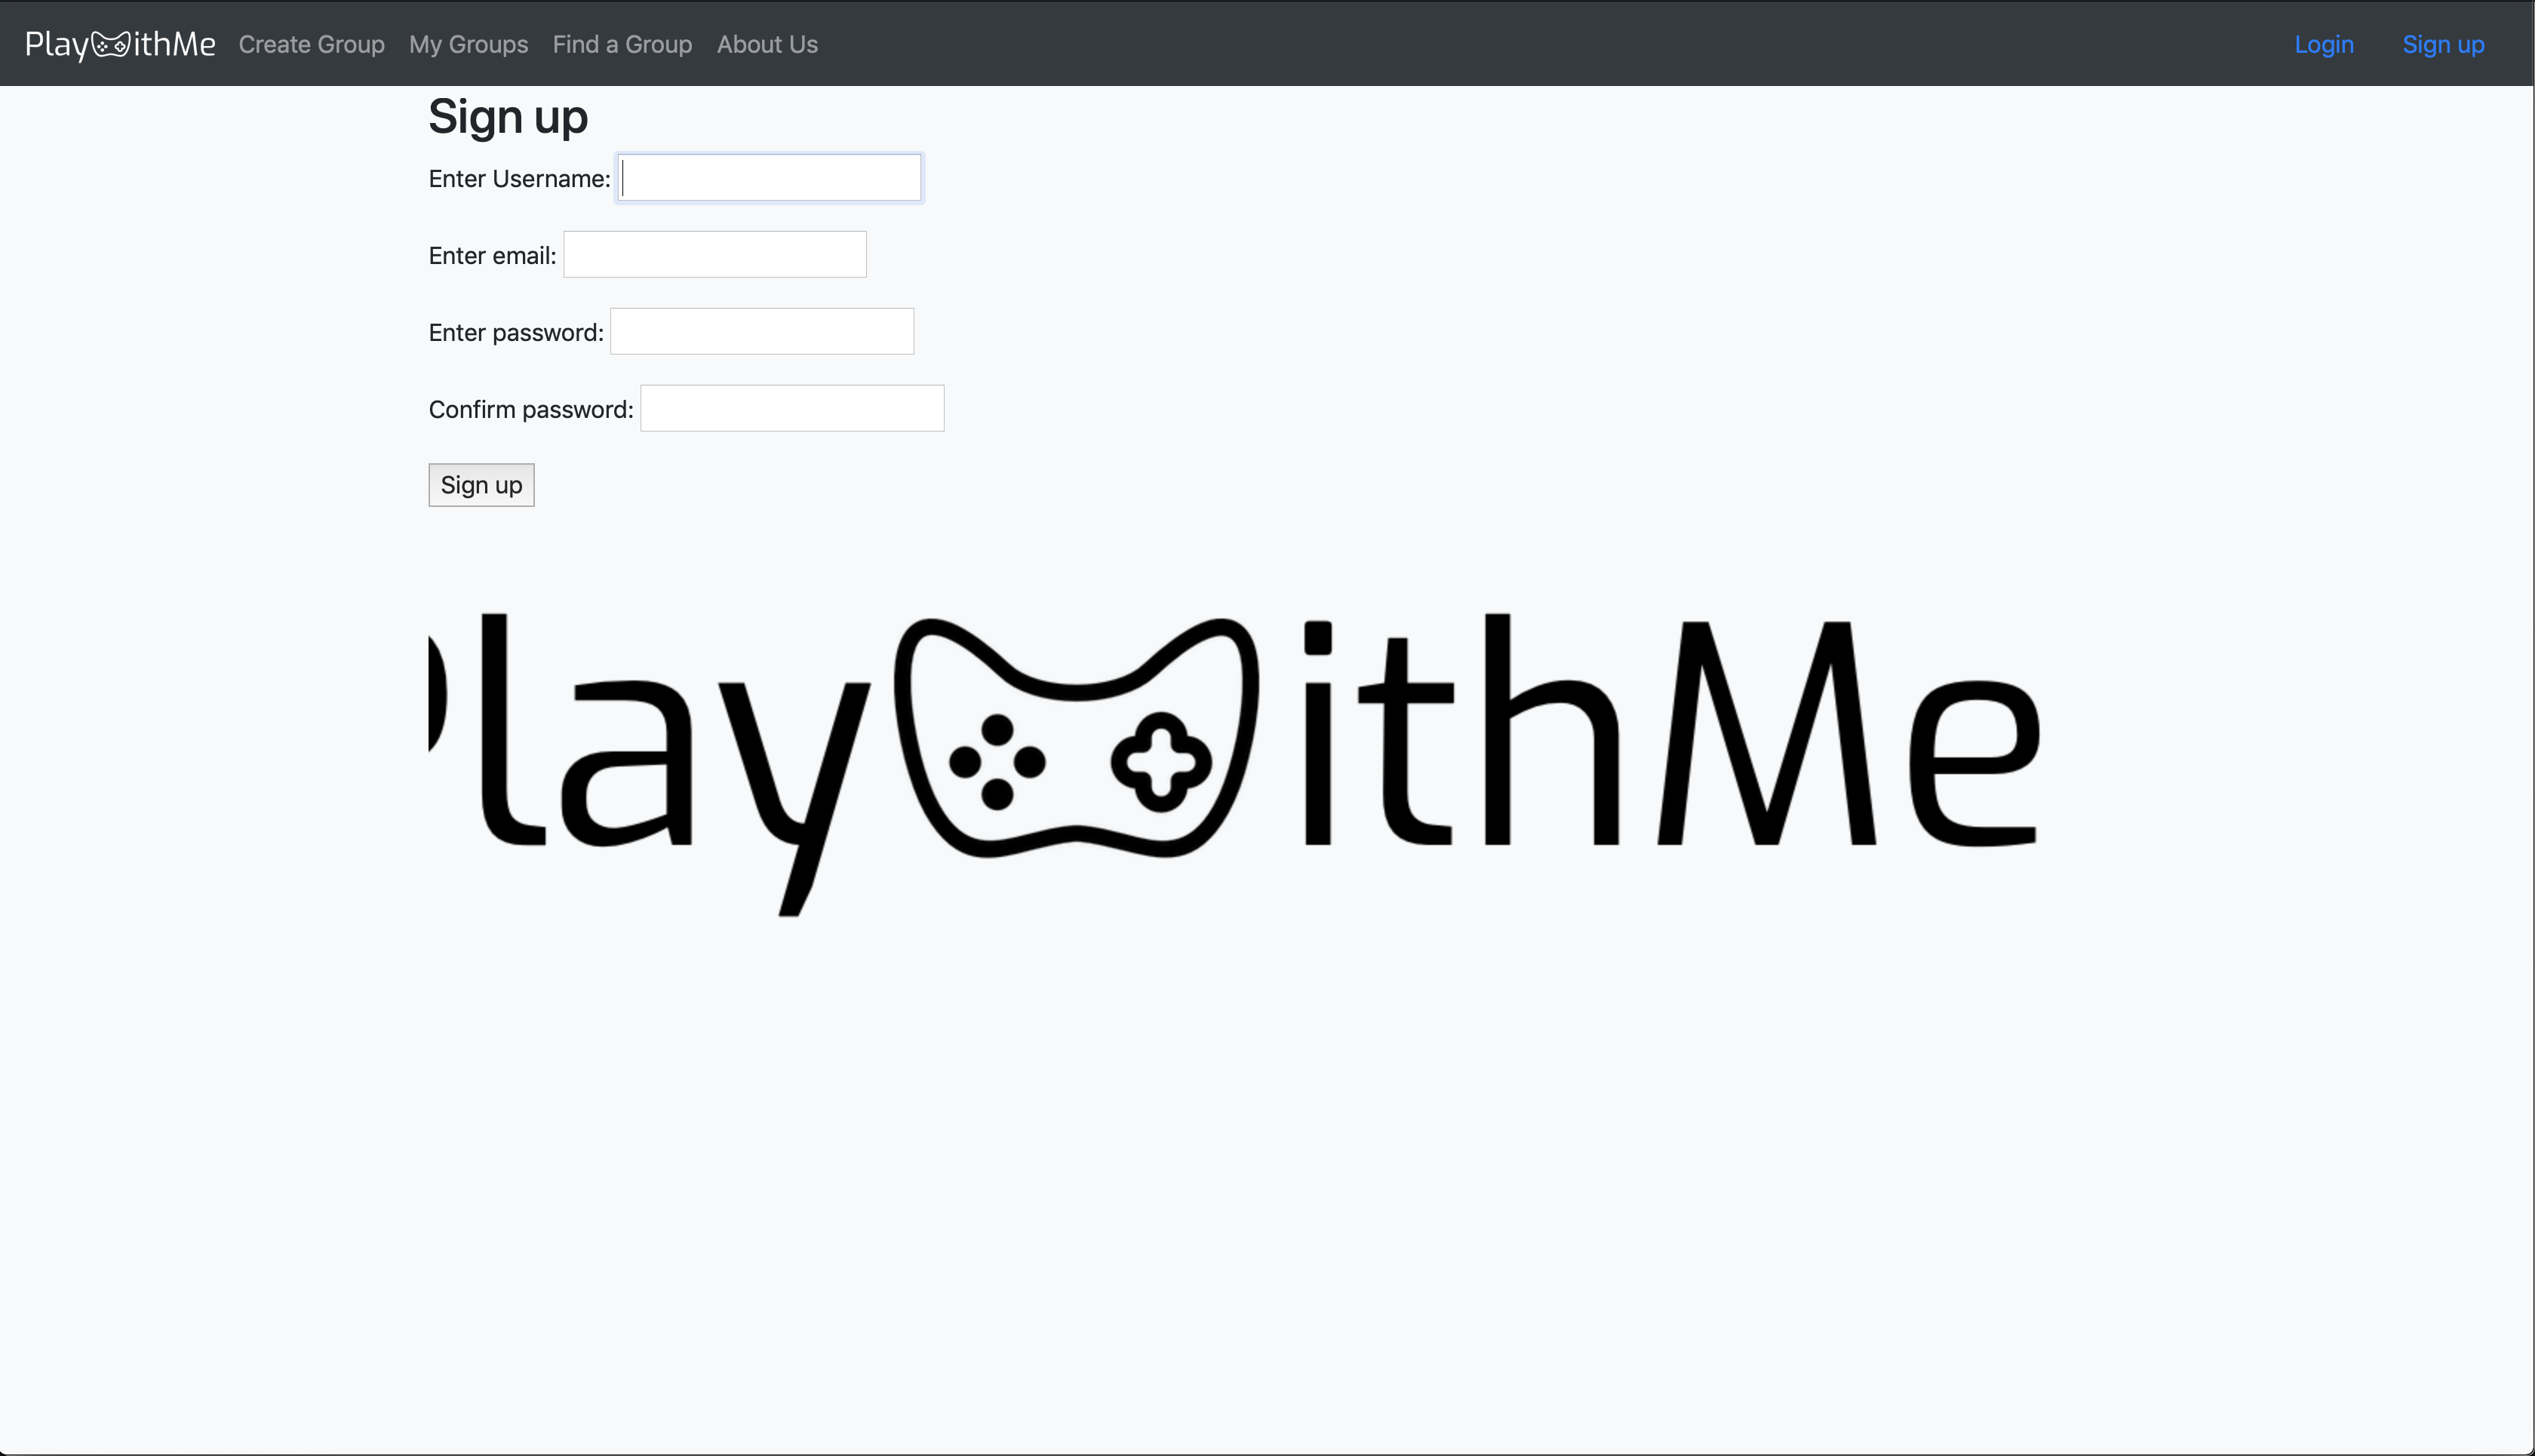 PlayWithMe Create Group My Groups Find a Group About Us Login Sign up
Sign up
Enter Username:
Enter email:
Enter password:
Confirm password:
Sign up
PlayWithMe